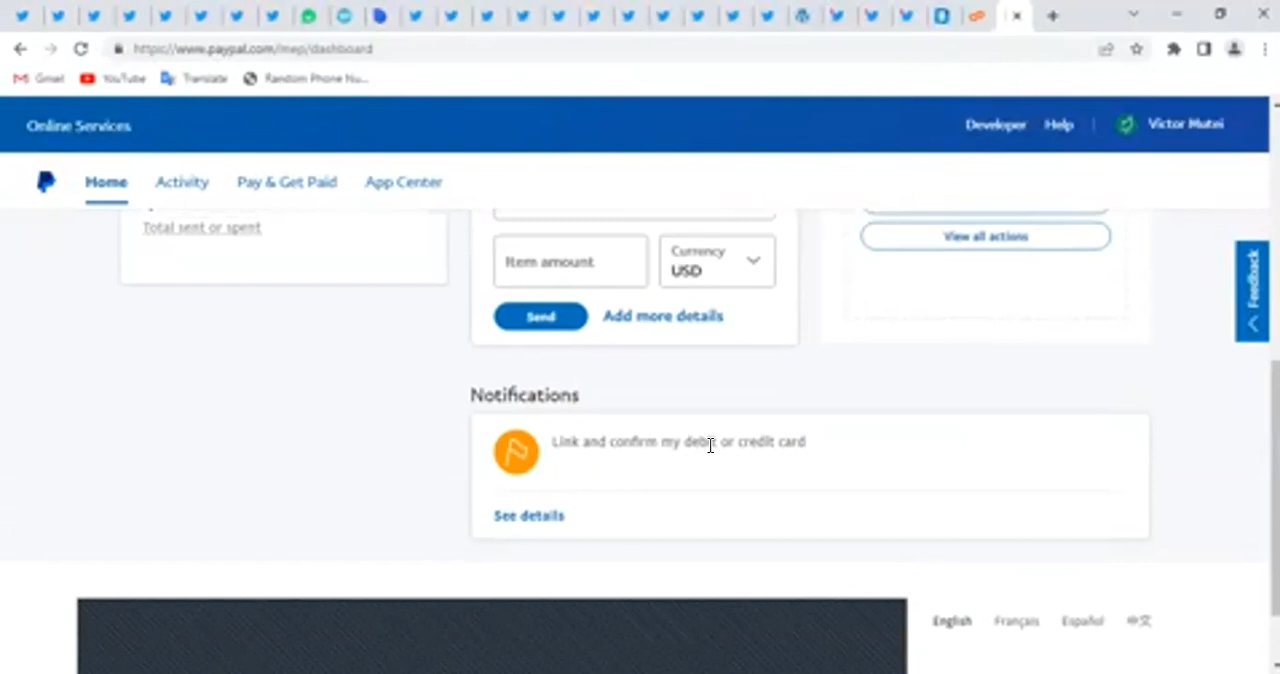 https://www.paypal.com/mep/dashboard
Gmail YouTube Translate Random Phone Nu...
Online Services
Developer Help Victor Mutei
Home Activity Pay & Get Paid App Center
Total sent or spent
Item amount
Currency
USD
View all actions
Send Add more details
Feedback
Notifications
Link and confirm my debit or credit card
See details
English Français Español 中文